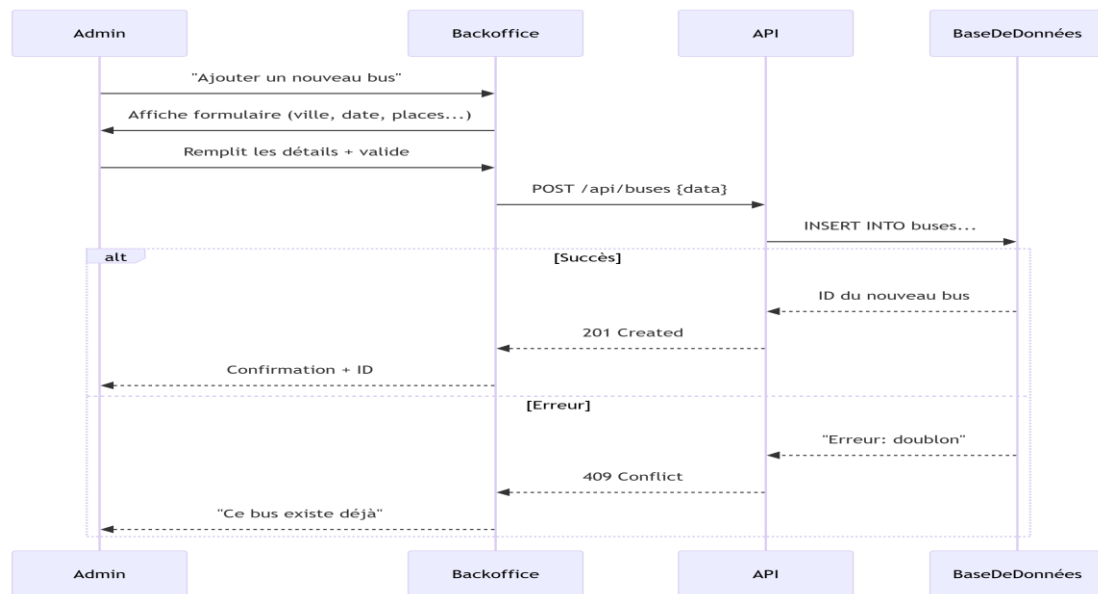 Admin Backoffice API BaseDeDonnées
"Ajouter un nouveau bus"
Affiche formulaire (ville, date, places...)
Remplit les détails + valide
POST /api/buses {data}
INSERT INTO buses...
alt [Succès]
ID du nouveau bus
201 Created
Confirmation + ID
[Erreur]
"Erreur: doublon"
409 Conflict
"Ce bus existe déjà"
Admin Backoffice API BaseDeDonnées